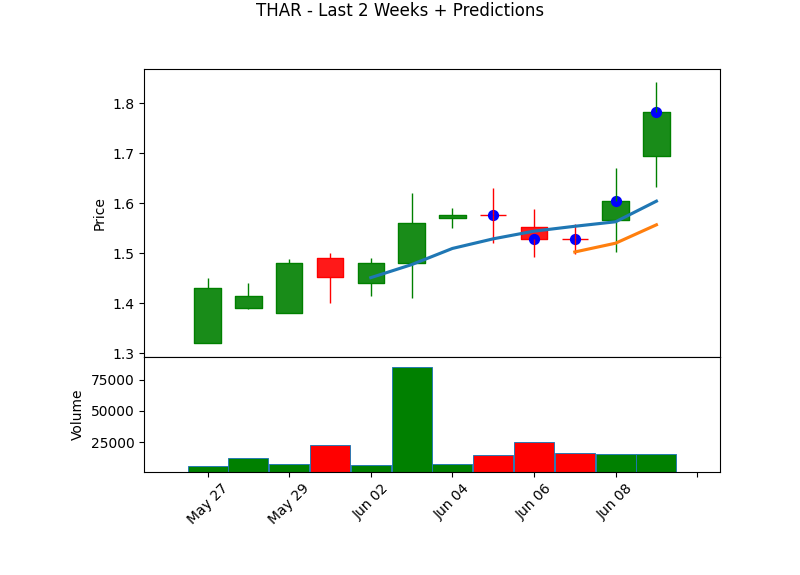 THAR - Last 2 Weeks + Predictions
1.8
1.7
1.6
1.5
1.4
1.3
Price
75000
50000
25000
Volume
May 27
May 29
Jun 02
Jun 04
Jun 06
Jun 08